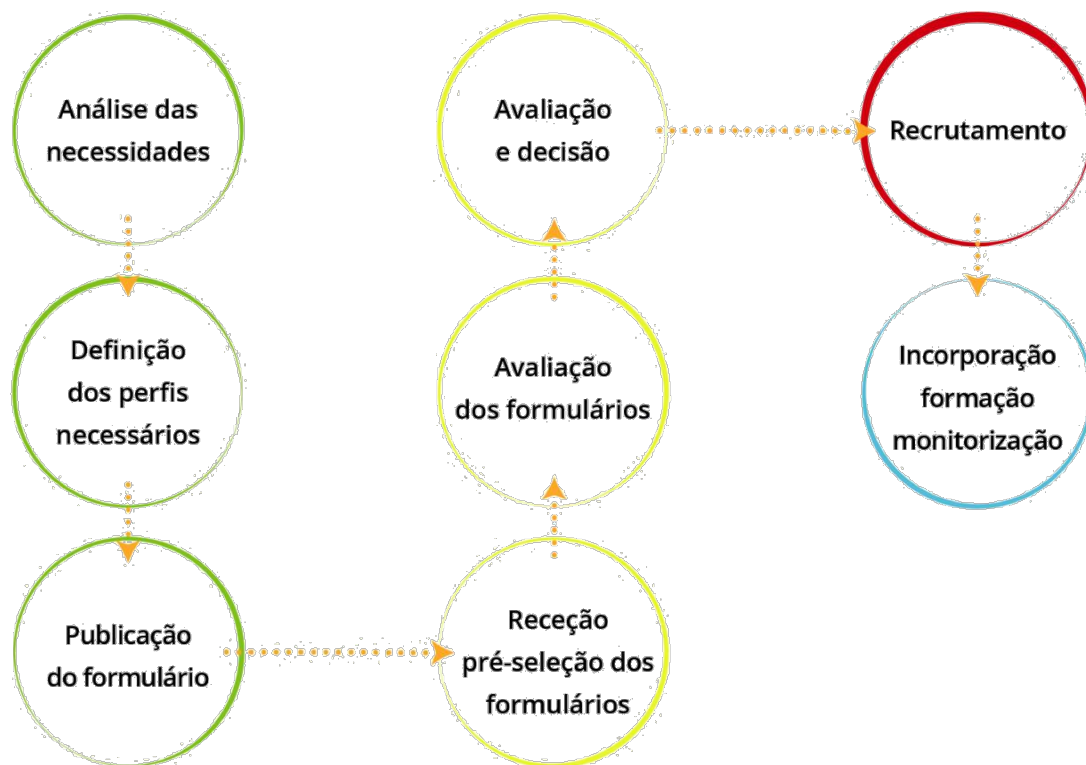 Análise das
necessidades
Definição
dos perfis
necessários
Publicação
do formulário
Receção
pré-seleção dos
formulários
Avaliação
dos formulários
Avaliação
e decisão
Recrutamento
Incorporação
formação
monitorização